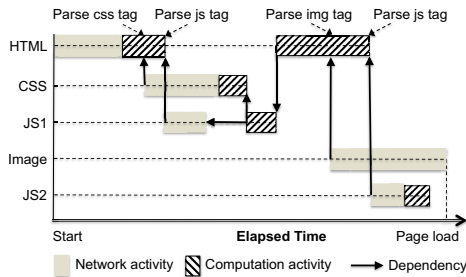 Parse css tag Parse js tag Parse img tag Parse js tag
HTML
CSS
JS1
Image
JS2
Start Elapsed Time Page load
Network activity Computation activity Dependency